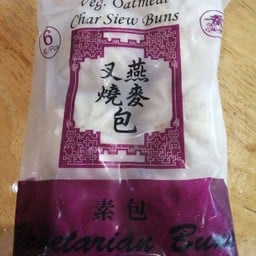 Veg. Oatmeal
Char Siew Buns
6
燕麥
叉燒包
素包
Vegetarian Buns